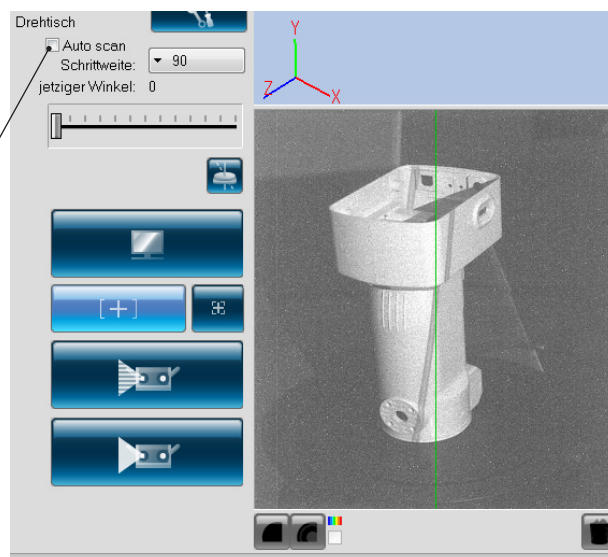 Drehtisch
Auto scan
Schrittweite: 90
jetziger Winkel: 0
Y
Z
X